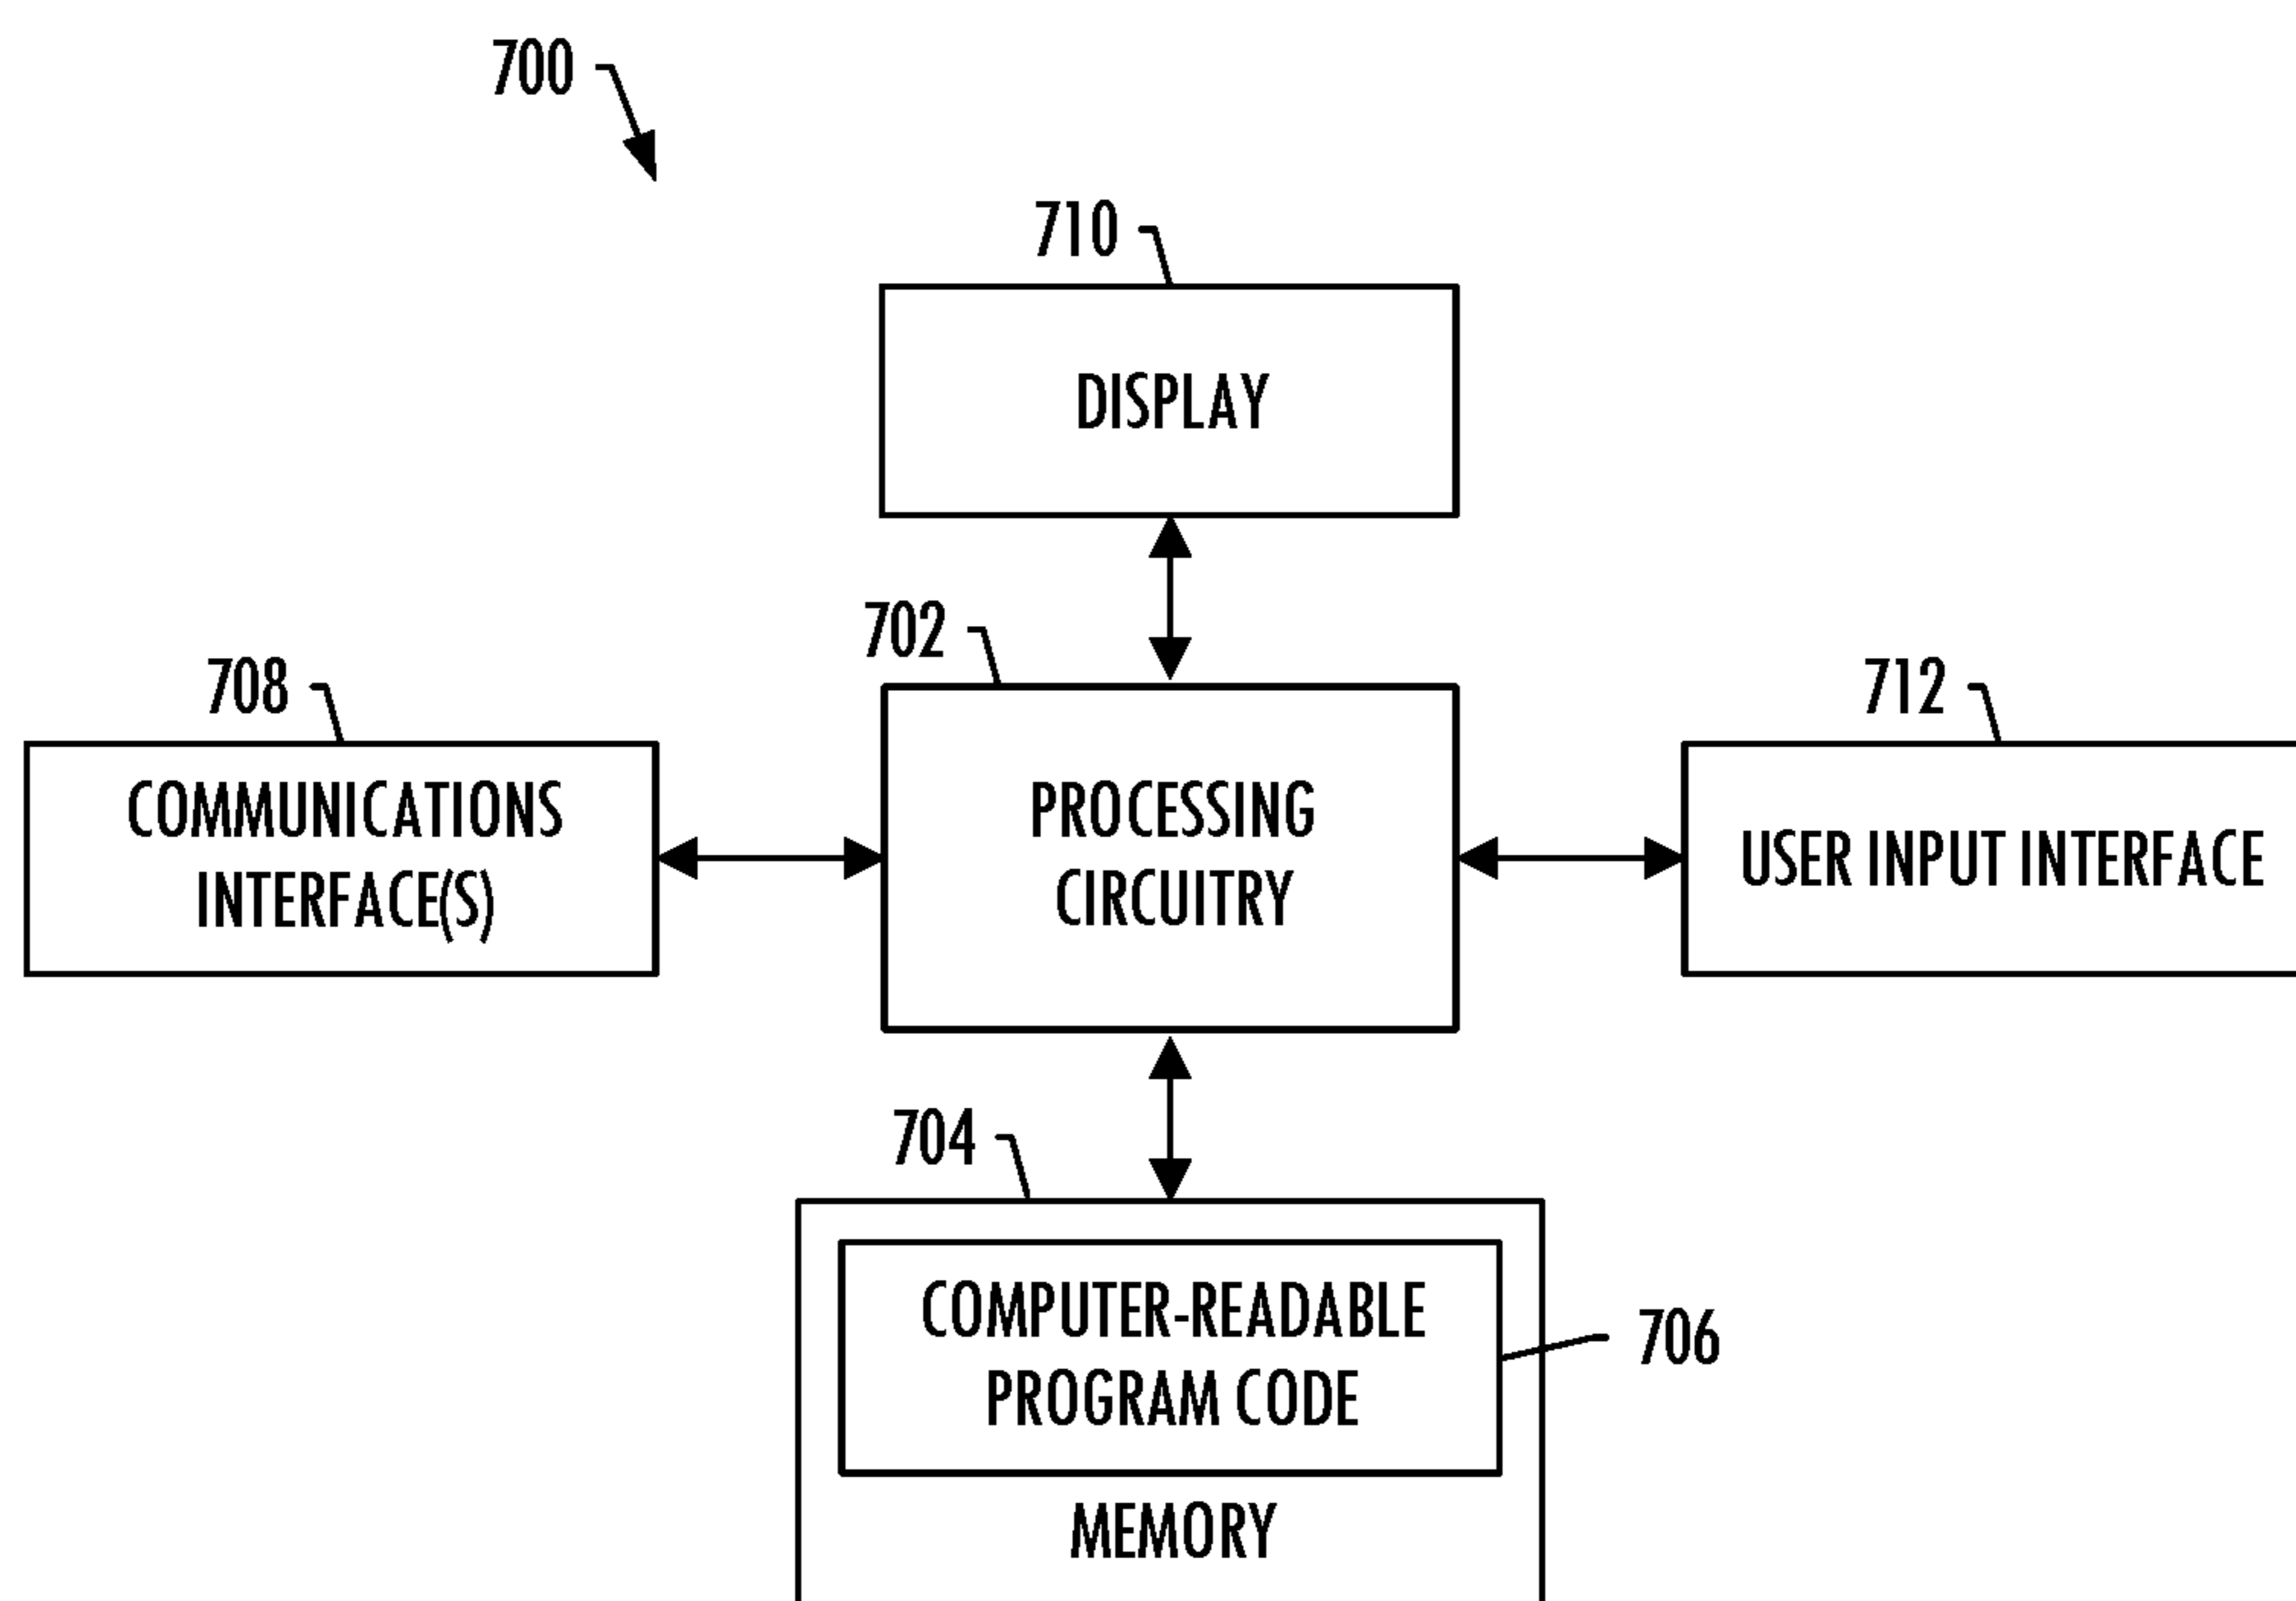 700
710
DISPLAY
702
708
712
COMMUNICATIONS
INTERFACE(S)
PROCESSING
CIRCUITRY
USER INPUT INTERFACE
704
COMPUTER-READABLE
PROGRAM CODE
706
MEMORY